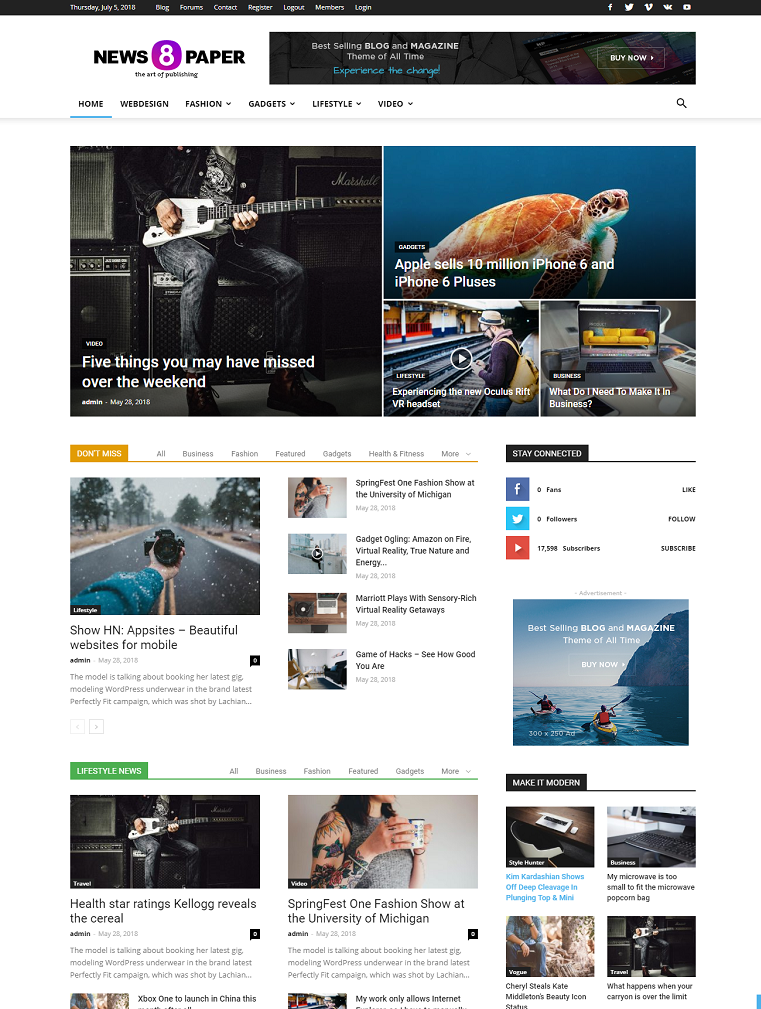 Thursday, July 5, 2018 Blog Forums Contact Register Logout Members Login
NEWS 8 PAPER
the art of publishing
Best Selling BLOG and MAGAZINE
Theme of All Time
Experience the change!
BUY NOW
HOME WEBDESIGN FASHION GADGETS LIFESTYLE VIDEO
Marshall
VIDEO
Five things you may have missed
over the weekend
admin - May 28, 2018
GADGETS
Apple sells 10 million iPhone 6 and
iPhone 6 Pluses
LIFESTYLE
Experiencing the new Oculus Rift
VR headset
BUSINESS
What Do I Need To Make It In
Business?
DON'T MISS All Business Fashion Featured Gadgets Health & Fitness More
Lifestyle
Show HN: Appsites – Beautiful
websites for mobile
admin - May 28, 2018 0
The model is talking about booking her latest gig,
modeling WordPress underwear in the brand latest
Perfectly Fit campaign, which was shot by Lachian...
SpringFest One Fashion Show at
the University of Michigan
May 28, 2018
Gadget Ogling: Amazon on Fire,
Virtual Reality, True Nature and
Energy...
May 28, 2018
Marriott Plays With Sensory-Rich
Virtual Reality Getaways
May 28, 2018
Game of Hacks – See How Good
You Are
May 28, 2018
STAY CONNECTED
0 Fans LIKE
0 Followers FOLLOW
17,598 Subscribers SUBSCRIBE
- Advertisement -
Best Selling BLOG and MAGAZINE
Theme of All Time
BUY NOW
300 x 250 Ad
LIFESTYLE NEWS All Business Fashion Featured Gadgets More
Marshall
Travel
Health star ratings Kellogg reveals
the cereal
admin - May 28, 2018 0
The model is talking about booking her latest gig,
modeling WordPress underwear in the brand latest
Perfectly Fit campaign, which was shot by Lachian...
Video
SpringFest One Fashion Show at
the University of Michigan
admin - May 28, 2018 0
The model is talking about booking her latest gig,
modeling WordPress underwear in the brand latest
Perfectly Fit campaign, which was shot by Lachian...
Xbox One to launch in China this
month after all
My work only allows Internet
MAKE IT MODERN
Style Hunter
Kim Kardashian Shows
Off Deep Cleavage In
Plunging Top & Mini
Business
My microwave is too
small to fit the microwave
popcorn bag
Vogue
Cheryl Steals Kate
Middleton's Beauty Icon
Status
Travel
What happens when your
carryon is over the limit